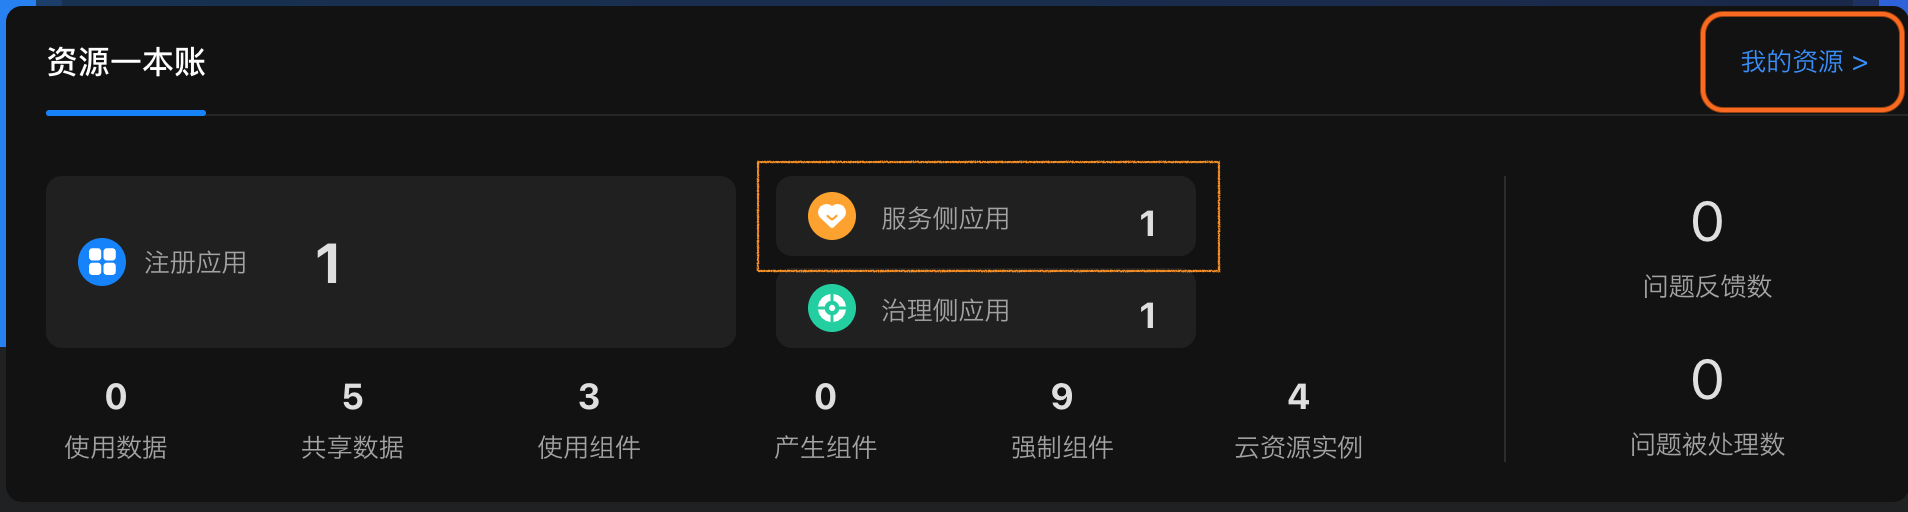 资源一本账
我的资源 >
注册应用 1
服务侧应用 1
治理侧应用 1
0
使用数据
5
共享数据
3
使用组件
0
产生组件
9
强制组件
4
云资源实例
0
问题反馈数
0
问题被处理数